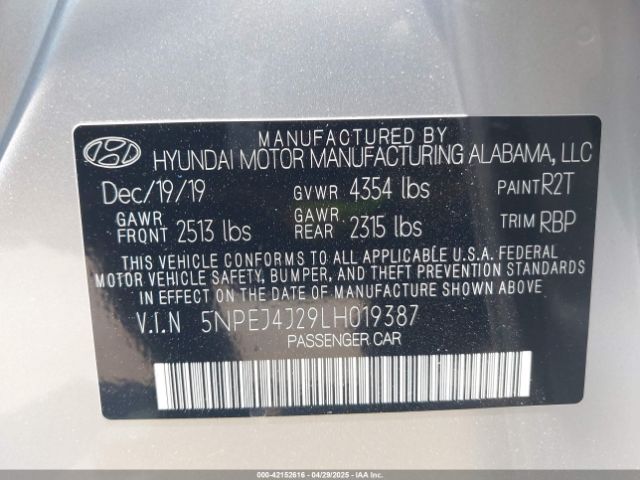 MANUFACTURED BY
HYUNDAI MOTOR MANUFACTURING ALABAMA, LLC
Dec/19/19 GVWR 4354 lbs PAINT R2T
GAWR FRONT 2513 lbs GAWR REAR 2315 lbs TRIM RBP
THIS VEHICLE CONFORMS TO ALL APPLICABLE U.S.A. FEDERAL
MOTOR VEHICLE SAFETY, BUMPER, AND THEFT PREVENTION STANDARDS
IN EFFECT ON THE DATE OF MANUFACTURE SHOWN ABOVE
V.I.N 5NPEJ4J29LH019387
PASSENGER CAR
000-42152616 - 04/29/2025 - IAAI.COM